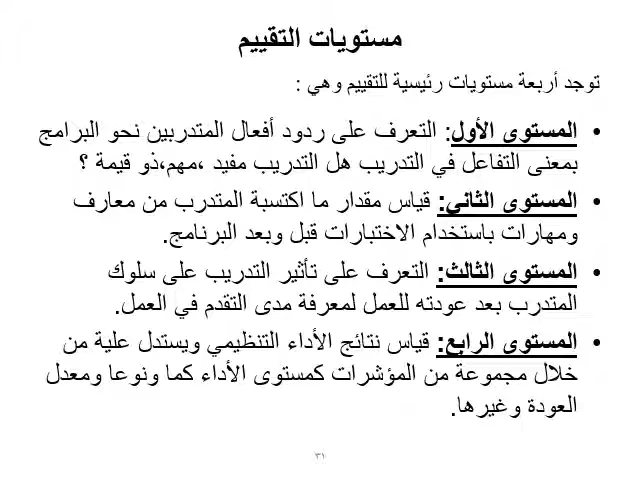 مستويات التقييم
توجد أربعة مستويات رئيسية للتقييم وهي :
• المستوى الأول: التعرف على ردود أفعال المتدربين نحو البرامج
بمعنى التفاعل في التدريب هل التدريب مفيد ،مهم،ذو قيمة ؟
• المستوى الثاني: قياس مقدار ما اكتسبة المتدرب من معارف
ومهارات باستخدام الاختبارات قبل وبعد البرنامج.
• المستوى الثالث: التعرف على تأثير التدريب على سلوك
المتدرب بعد عودته للعمل لمعرفة مدى التقدم في العمل.
• المستوى الرابع: قياس نتائج الأداء التنظيمي ويستدل علية من
خلال مجموعة من المؤشرات كمستوى الأداء كما ونوعا ومعدل
العودة وغيرها.
٣١